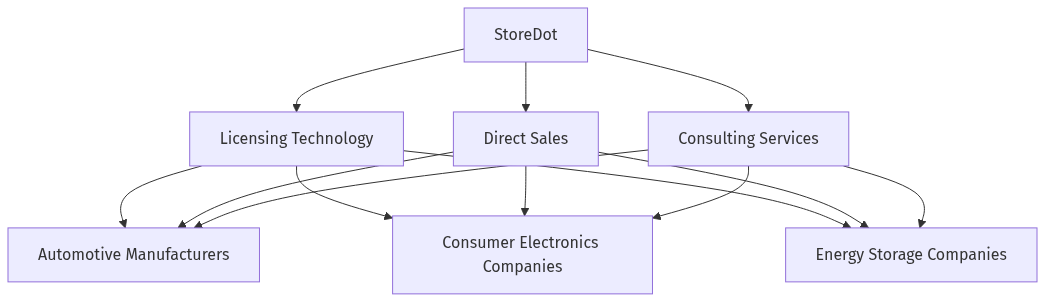 StoreDot
Licensing Technology
Direct Sales
Consulting Services
Automotive Manufacturers
Consumer Electronics
Companies
Energy Storage Companies